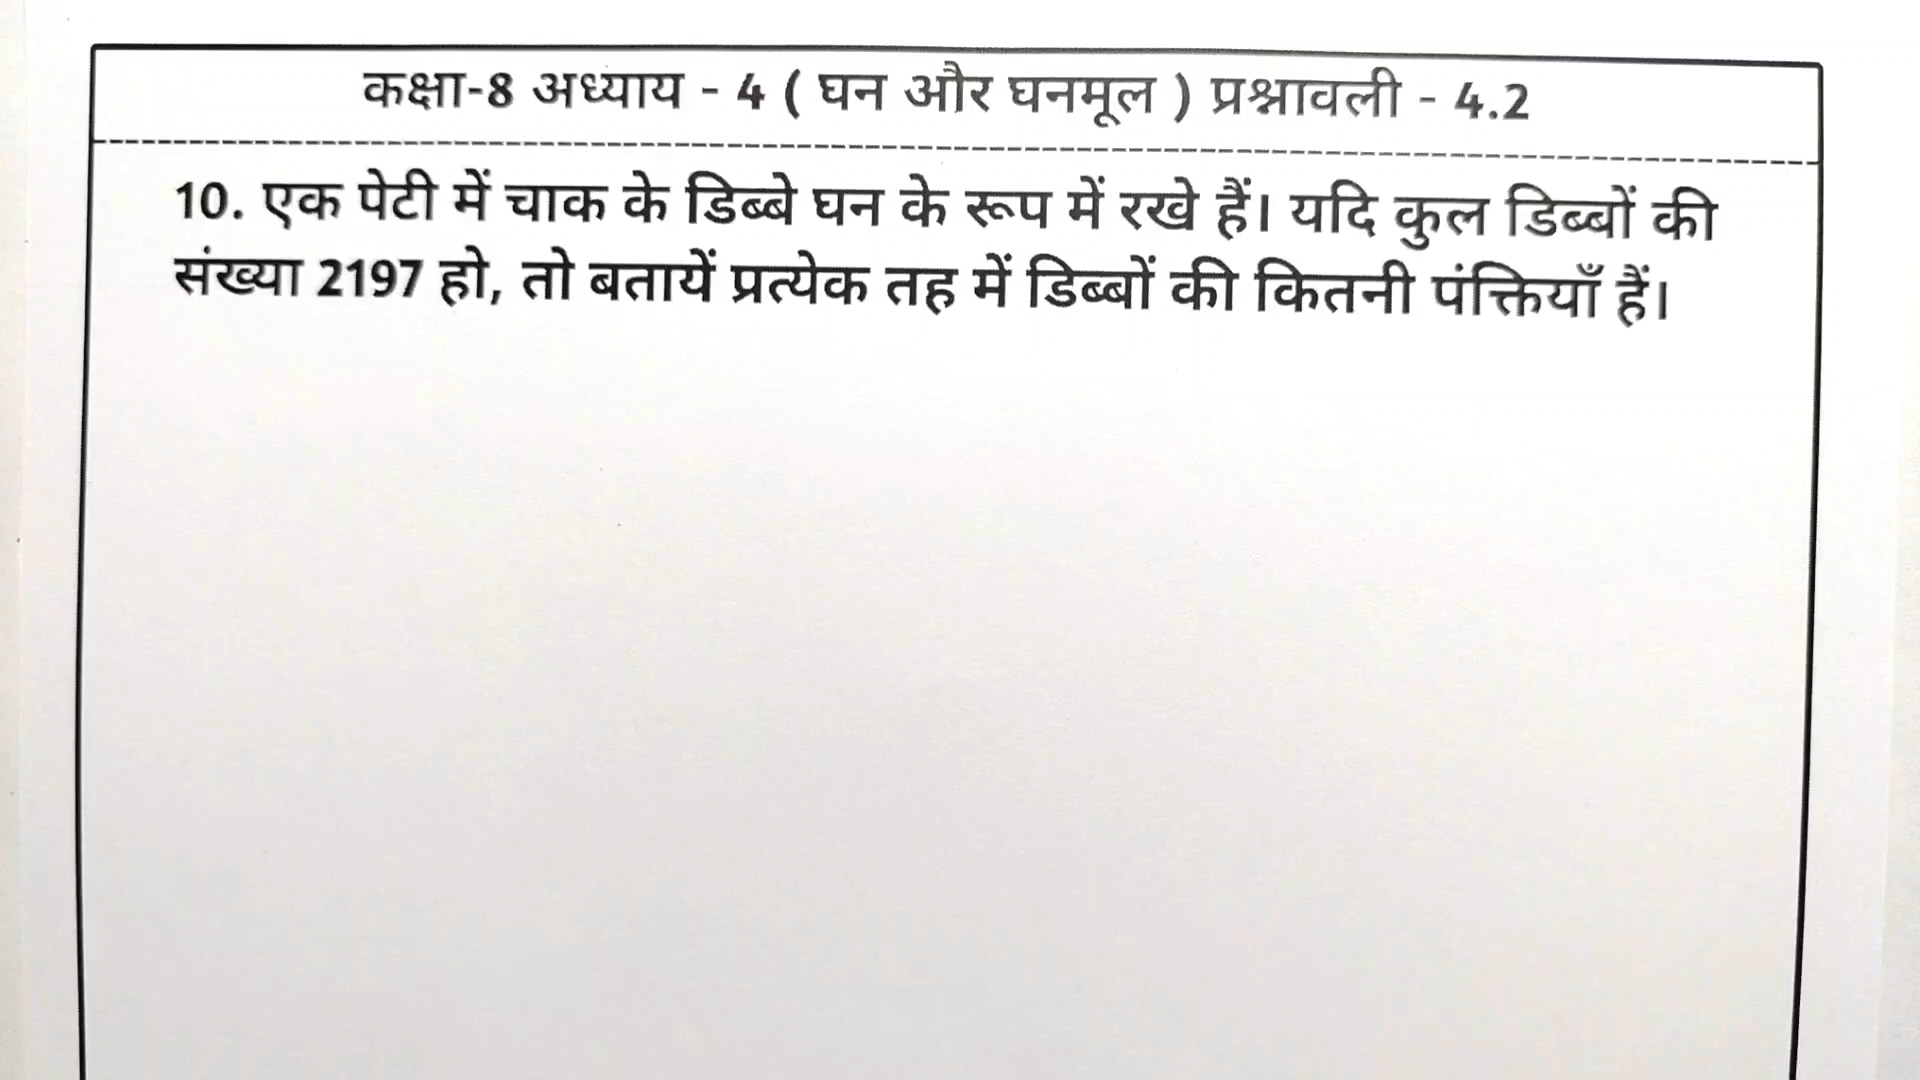 कक्षा-8 अध्याय - 4 ( घन और घनमूल ) प्रश्नावली - 4.2
10. एक पेटी में चाक के डिब्बे घन के रूप में रखे हैं। यदि कुल डिब्बों की
संख्या 2197 हो, तो बतायें प्रत्येक तह में डिब्बों की कितनी पंक्तियाँ हैं।